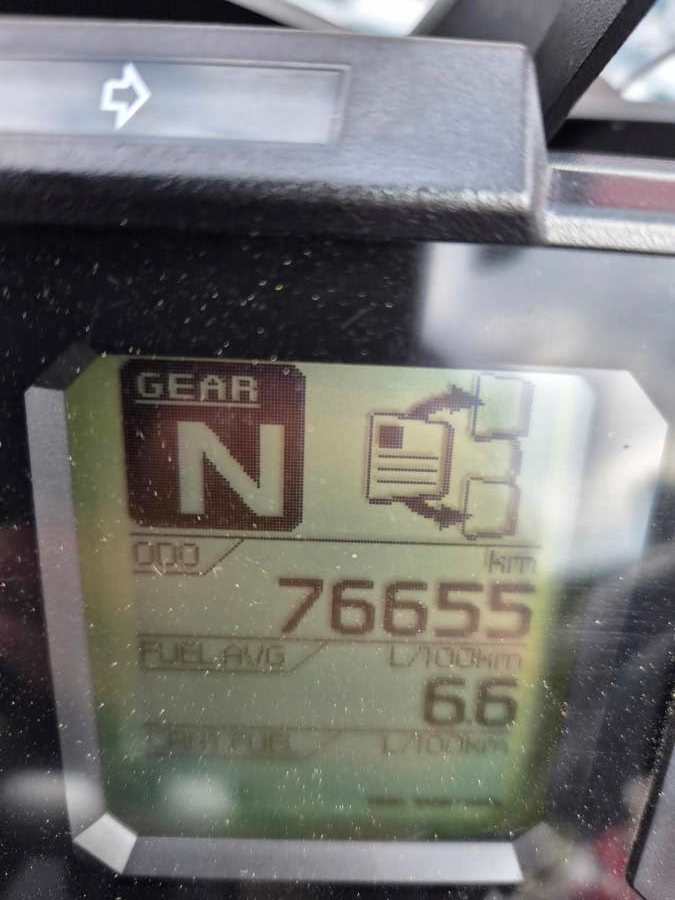 GEAR
N
ODO km
76655
FUEL AVG L/100km
6.6
L/100km